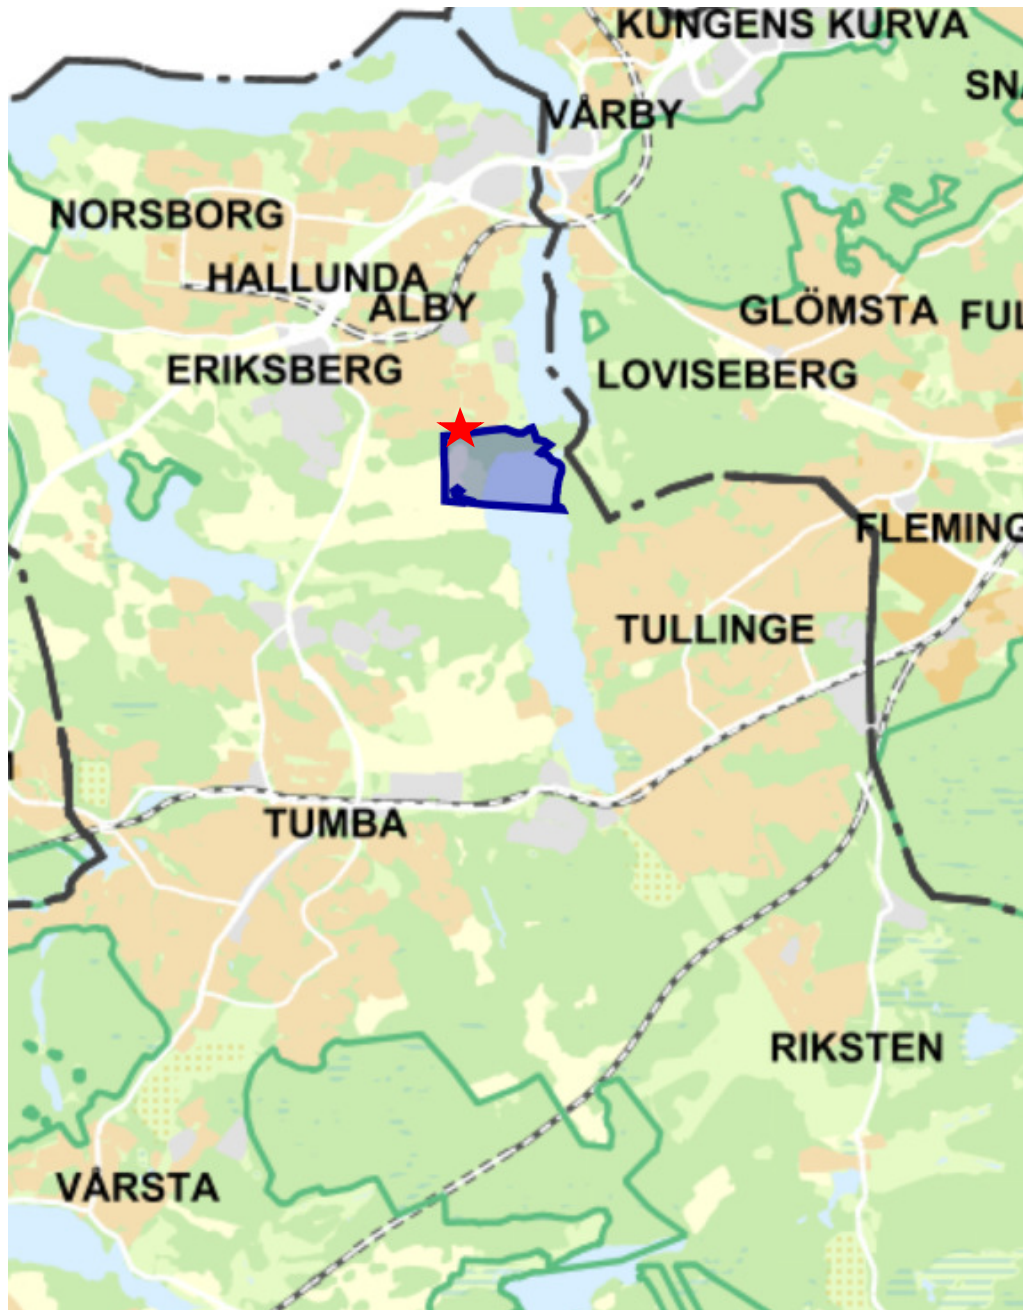 KUNGENS KURVA
SNA
VÅRBY
NORSBORG
HALLUNDA
ALBY
GLÖMSTA
FUL
ERIKSBERG
LOVISEBERG
FLEMING
TULLINGE
TUMBA
RIKSTEN
VÅRSTA